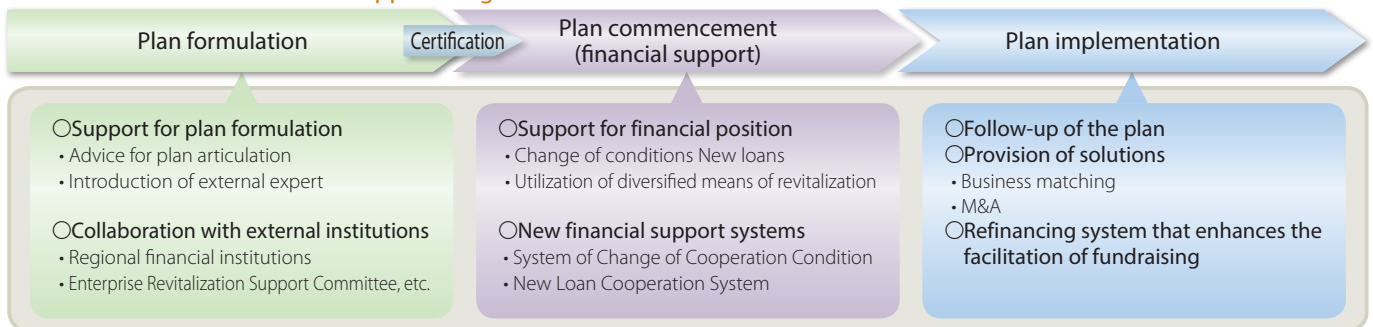 Plan formulation
Certification
Plan commencement
(financial support)
Plan implementation
○Support for plan formulation
• Advice for plan articulation
• Introduction of external expert
○Collaboration with external institutions
• Regional financial institutions
• Enterprise Revitalization Support Committee, etc.
○Support for financial position
• Change of conditions New loans
• Utilization of diversified means of revitalization
○New financial support systems
• System of Change of Cooperation Condition
• New Loan Cooperation System
○Follow-up of the plan
○Provision of solutions
• Business matching
• M&A
○Refinancing system that enhances the
facilitation of fundraising